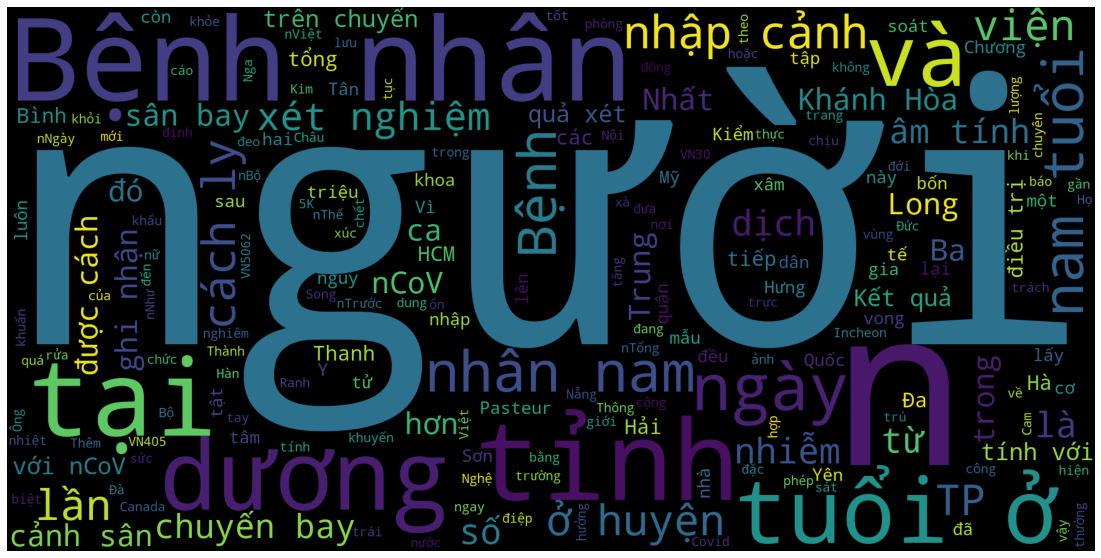 Bệnh nhân
người
và
nhập cảnh
viện
trên chuyến
còn
khỏe
nViệt
tốt
phòng
theo
soát
Chương
tổng
lưu
hoặc
tập
không
lượng
cáo
Nga
Kim
Tân
tục
đồng
Nhất
Khánh Hòa
tuổi
Bình
khỏi
sân bay
xét nghiệm
quả xét
các
Nội
Kiểm
thực
trang
chịu
âm tính
chuyên
nNgày
mới
định
hai
Châu
đeo
nBộ
trọng
VN30
đới
khi
luôn
đó
cách ly
triệu
khoa
Bệnh
Mỹ
xâm
này
bốn
báo
gần
một
Họ
sau
5K
chết
Vì
xà
đưa
nơi
dịch
Long
Đức
vùng
điều trị
nam
nThế
xúc
ca
HCM
được cách
khẩu
của
nNhư
đến
nữ
ghi nhận
VN5062
nguy
nCoV
Trung
tiếp
dân
tế
Ba
lại
trách
Song
nTrước
dung
ổn
lên
tăng
Hưng
gia
Kết quả
khuẩn
nghiêm
nhập
quận
trực
vong
đang
mẫu
Incheon
quá
rửa
chức
Thành
Hàn
Thanh
Y
Ranh
tử
nTổng
đều
Quốc
ảnh
lấy
tại
tật
nhân nam
Nẵng
ngày
n
trong
Hà
cơ
về
Đa
Ông
Bộ
tay
Việt
Pasteur
Thông
cộng
hợp
trú
Cam
là
nhiệt
Thêm
VN405
tâm
tính
khuyến
hơn
giới
Hải
nhiễm
từ
tính với
với nCoV
sức
dương
tỉnh
Sơn
bằng
Nghệ
trường
nhà
đặc
Yên
công
hiện
biệt
Đà
Canada
ngay
phép
sát
lần
số
điệp
ở huyện
tuổi ở
TP
đã
vậy
thường
cảnh sân
chuyến bay
trái
nước
hướng
Covid